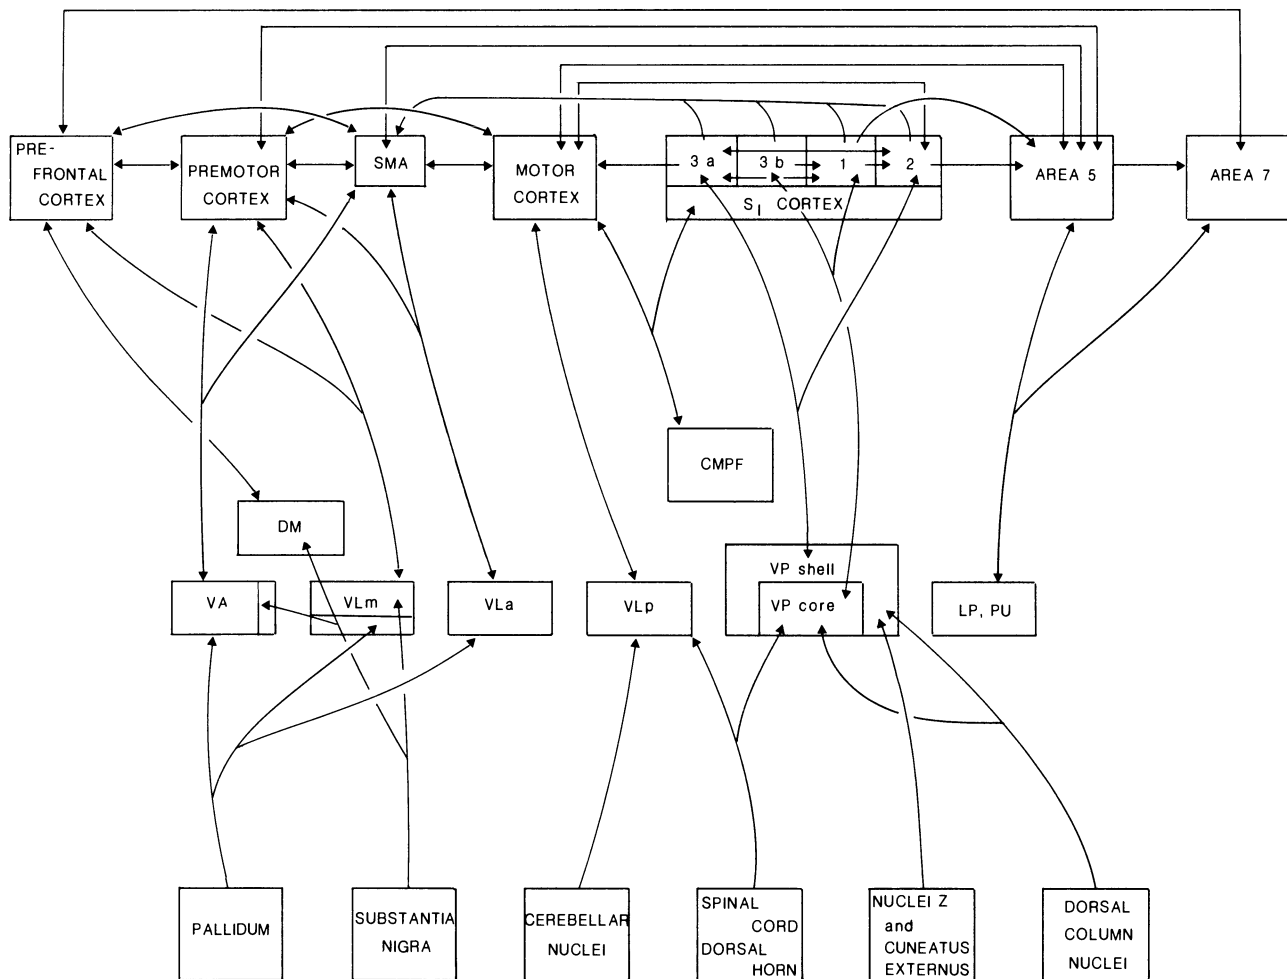 PRE-
FRONTAL
CORTEX
PREMOTOR
CORTEX
SMA
MOTOR
CORTEX
3 a
3 b
1
2
SI CORTEX
AREA 5
AREA 7
CMPF
DM
VA
VLm
VLa
VLp
VP shell
VP core
LP, PU
PALLIDUM
SUBSTANTIA
NIGRA
CEREBELLAR
NUCLEI
SPINAL
CORD
DORSAL
HORN
NUCLEI Z
and
CUNEATUS
EXTERNUS
DORSAL
COLUMN
NUCLEI